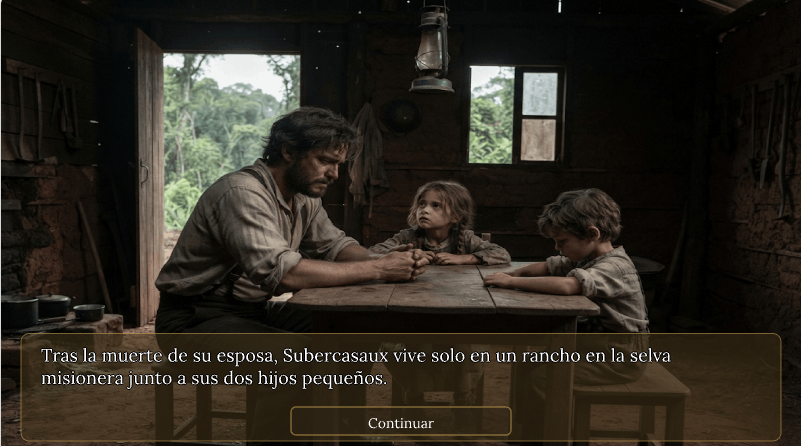 Tras la muerte de su esposa, Subercasaux vive solo en un rancho en la selva
misionera junto a sus dos hijos pequeños.
Continuar